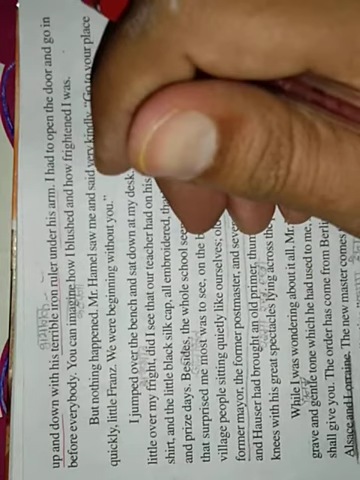 up and down with his terrible iron ruler under his arm. I had to open the door and go in
before everybody. You can imagine how I blushed and how frightened I was.
But nothing happened. Mr. Hamel saw me and said very kindly, “Go to your place
quickly, little Franz. We were beginning without you.”
I jumped over the bench and sat down at my desk.
little over my fright, did I see that our teacher had on his
shirt, and the little black silk cap, all embroidered, tha
and prize days. Besides, the whole school see
that surprised me most was to see, on the b
village people sitting quietly like ourselves; ol
former mayor, the former postmaster, and seve
and Hauser had brought an old primer, thum
knees with his great spectacles lying across the
While I was wondering about it all, Mr.
grave and gentle tone which he had used to me,
shall give you. The order has come from Berli
Alsace and Lorraine. The new master comes